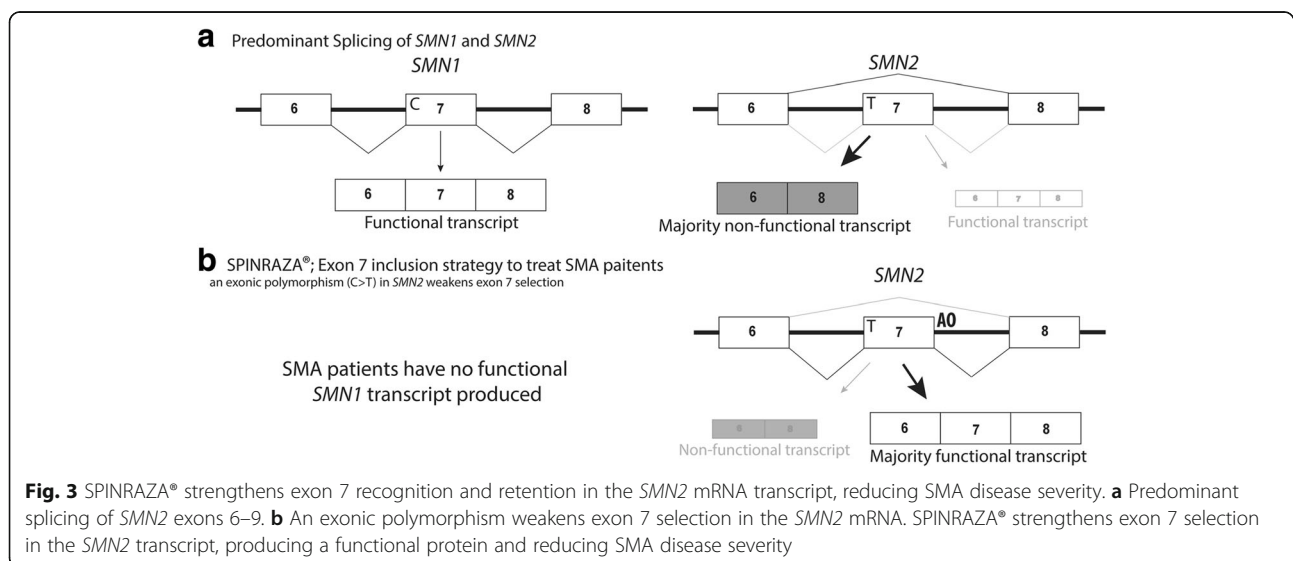 a Predominant Splicing of SMN1 and SMN2
SMN1
6
C
7
8
6 7 8
Functional transcript
SMN2
6
T
7
8
6 8
Majority non-functional transcript
6 7 8
Functional transcript
b SPINRAZA®; Exon 7 inclusion strategy to treat SMA paitents
an exonic polymorphism (C>T) in SMN2 weakens exon 7 selection
SMA patients have no functional
SMN1 transcript produced
SMN2
6
T
7
AO
8
6 8
Non-functional transcript
6 7 8
Majority functional transcript
Fig. 3 SPINRAZA® strengthens exon 7 recognition and retention in the SMN2 mRNA transcript, reducing SMA disease severity. a Predominant
splicing of SMN2 exons 6–9. b An exonic polymorphism weakens exon 7 selection in the SMN2 mRNA. SPINRAZA® strengthens exon 7 selection
in the SMN2 transcript, producing a functional protein and reducing SMA disease severity